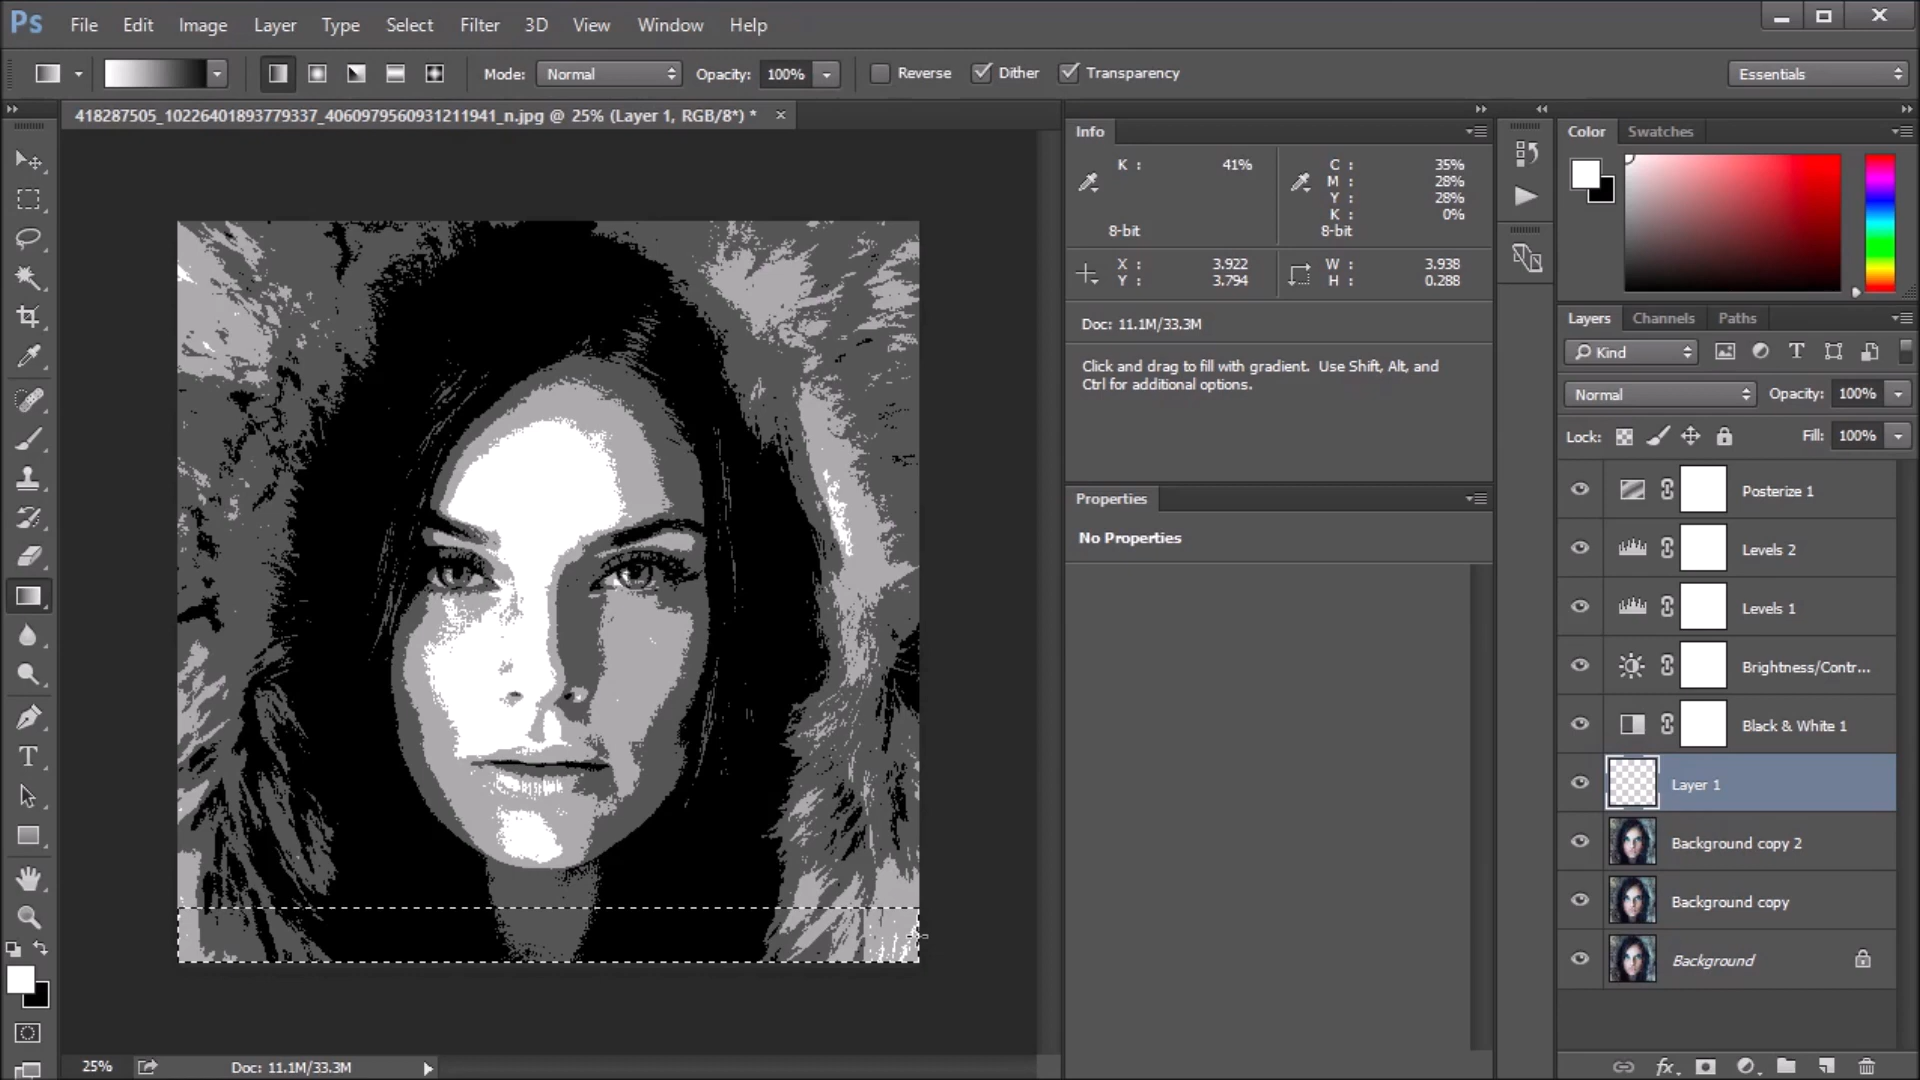 Ps File Edit Image Layer Type Select Filter 3D View Window Help
Mode: Normal Opacity: 100% Reverse Dither Transparency Essentials
418287505_10226401893779337_4060979560931211941_n.jpg @ 25% (Layer 1, RGB/8*) *
Info
K : 41%
8-bit
C : 35%
M : 28%
Y : 28%
K : 0%
8-bit
X : 3.922
Y : 3.794
W : 3.938
H : 0.288
Doc: 11.1M/33.3M
Click and drag to fill with gradient. Use Shift, Alt, and
Ctrl for additional options.
Properties
No Properties
Color Swatches
Layers Channels Paths
Kind
Normal Opacity: 100%
Lock: Fill: 100%
Posterize 1
Levels 2
Levels 1
Brightness/Contr...
Black & White 1
Layer 1
Background copy 2
Background copy
Background
25% Doc: 11.1M/33.3M